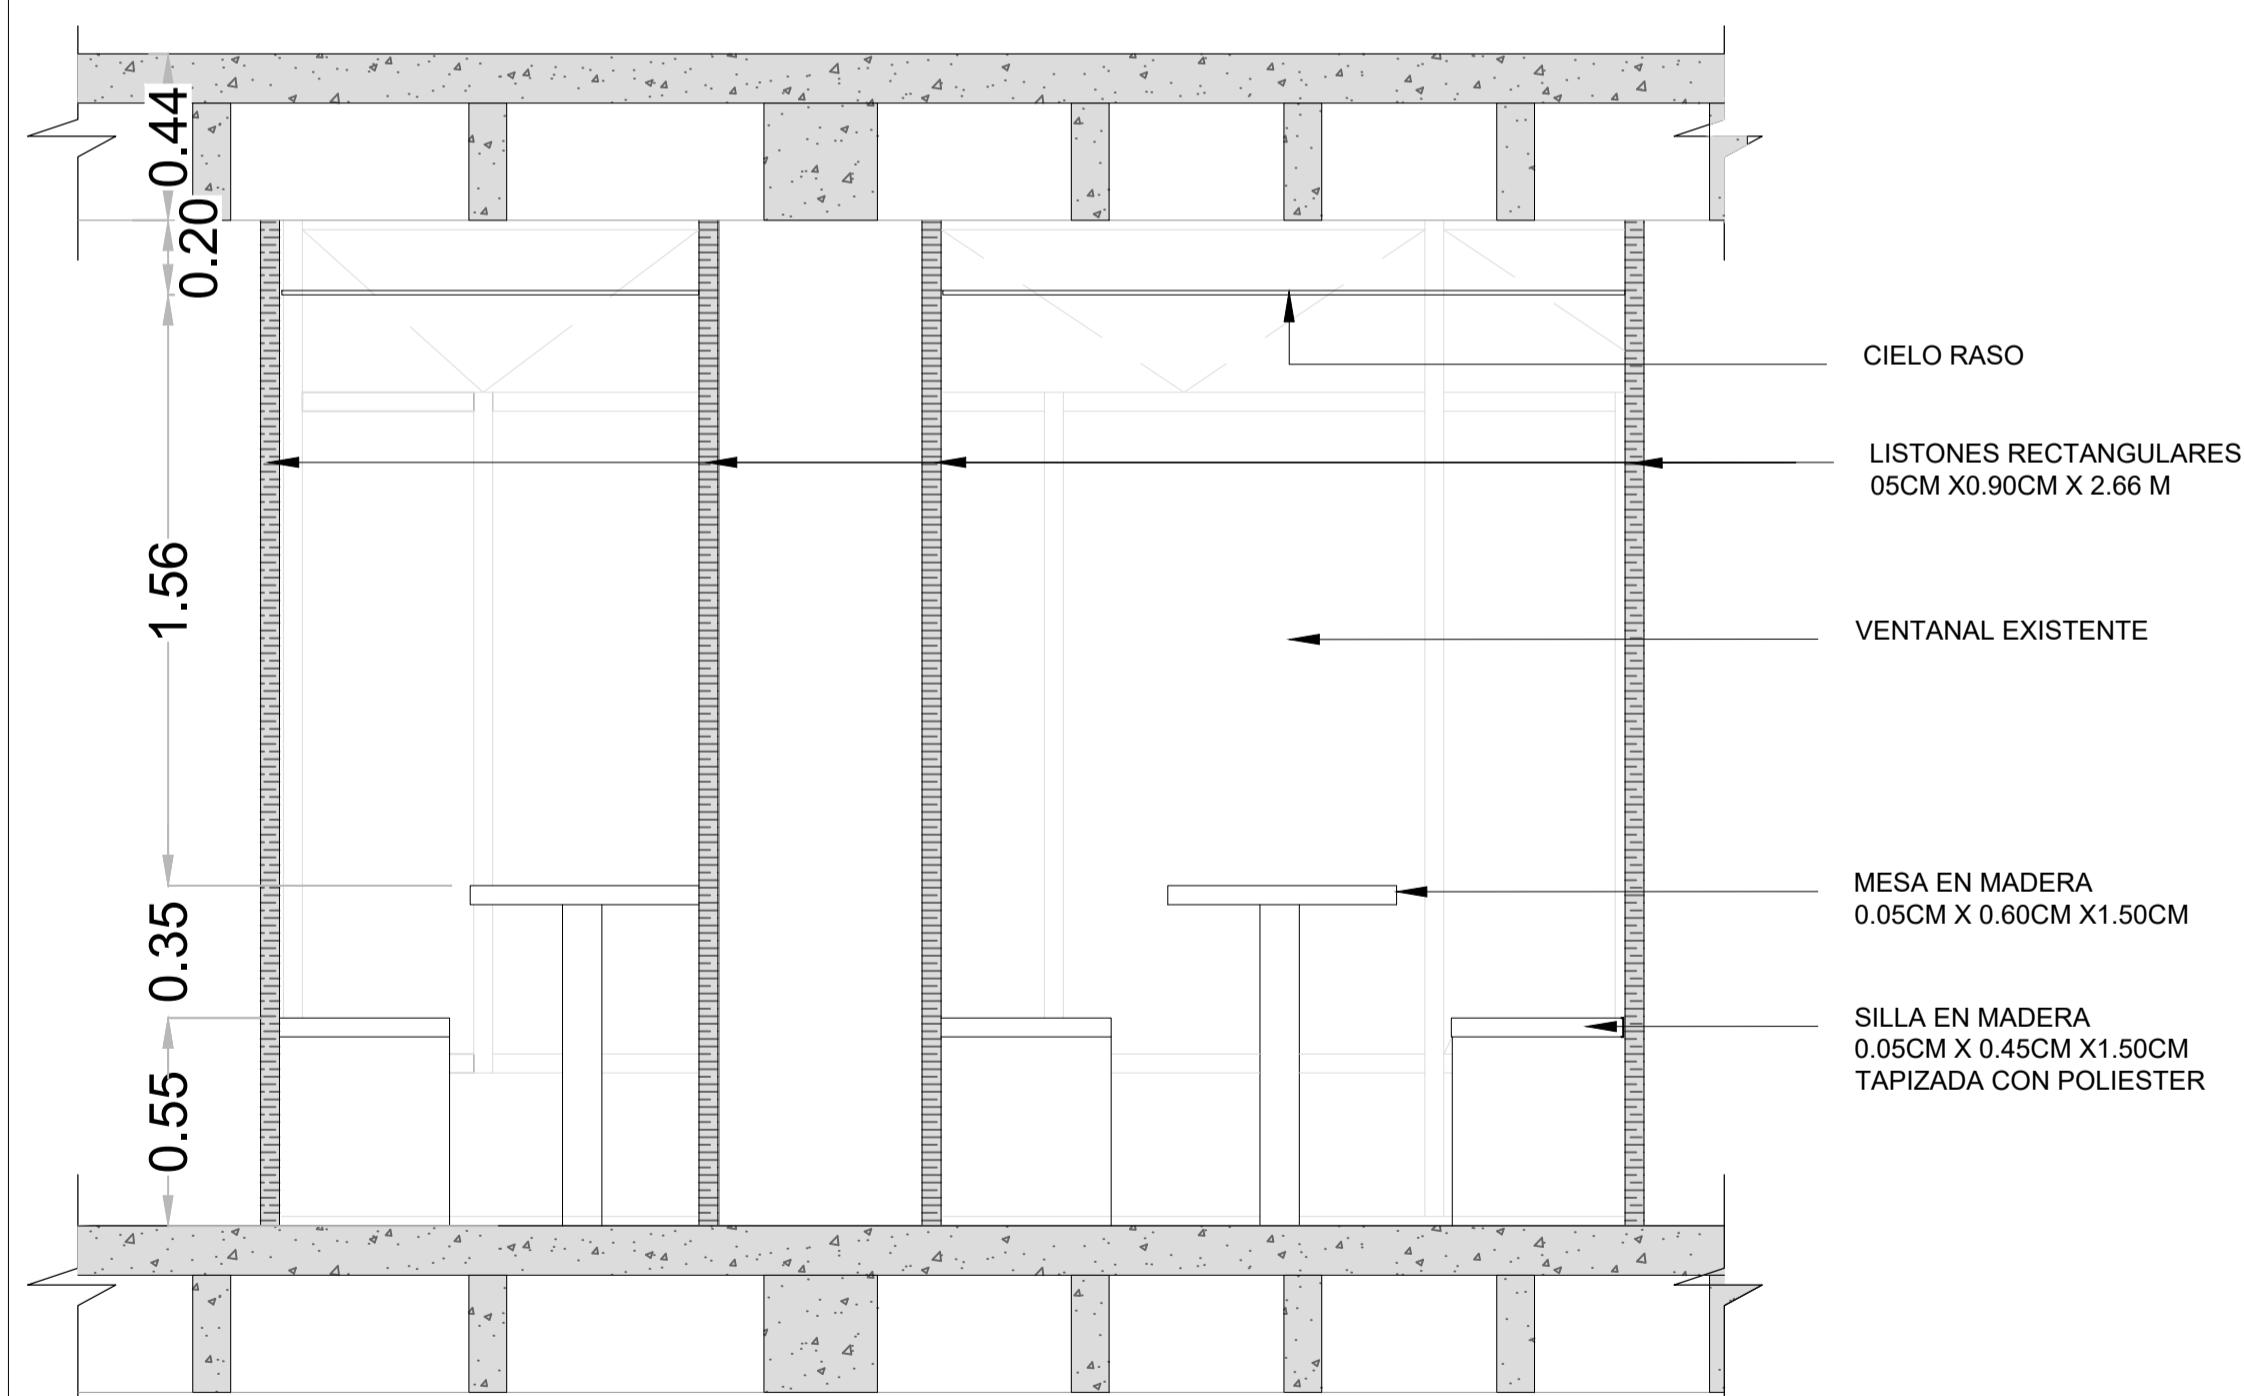 0.44
0.20
1.56
0.35
0.55
CIELO RASO
LISTONES RECTANGULARES
05CM X0.90CM X 2.66 M
VENTANAL EXISTENTE
MESA EN MADERA
0.05CM X 0.60CM X1.50CM
SILLA EN MADERA
0.05CM X 0.45CM X1.50CM
TAPIZADA CON POLIESTER